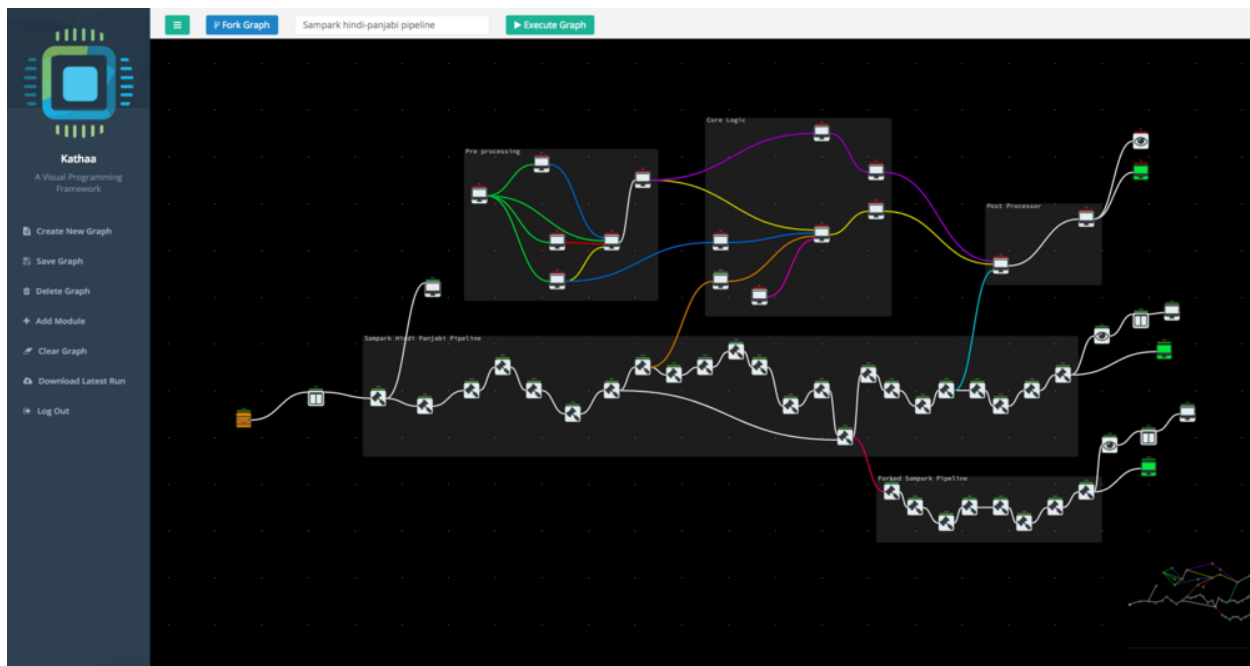 Fork Graph
Sampark hindi-panjabi pipeline
Execute Graph
Kathaa
A Visual Programming
Framework
Create New Graph
Save Graph
Delete Graph
Add Module
Clear Graph
Download Latest Run
Log Out
Pre processing
Core Logic
Post Processor
Sampark Hindi Panjabi Pipeline
Forked Sampark Pipeline